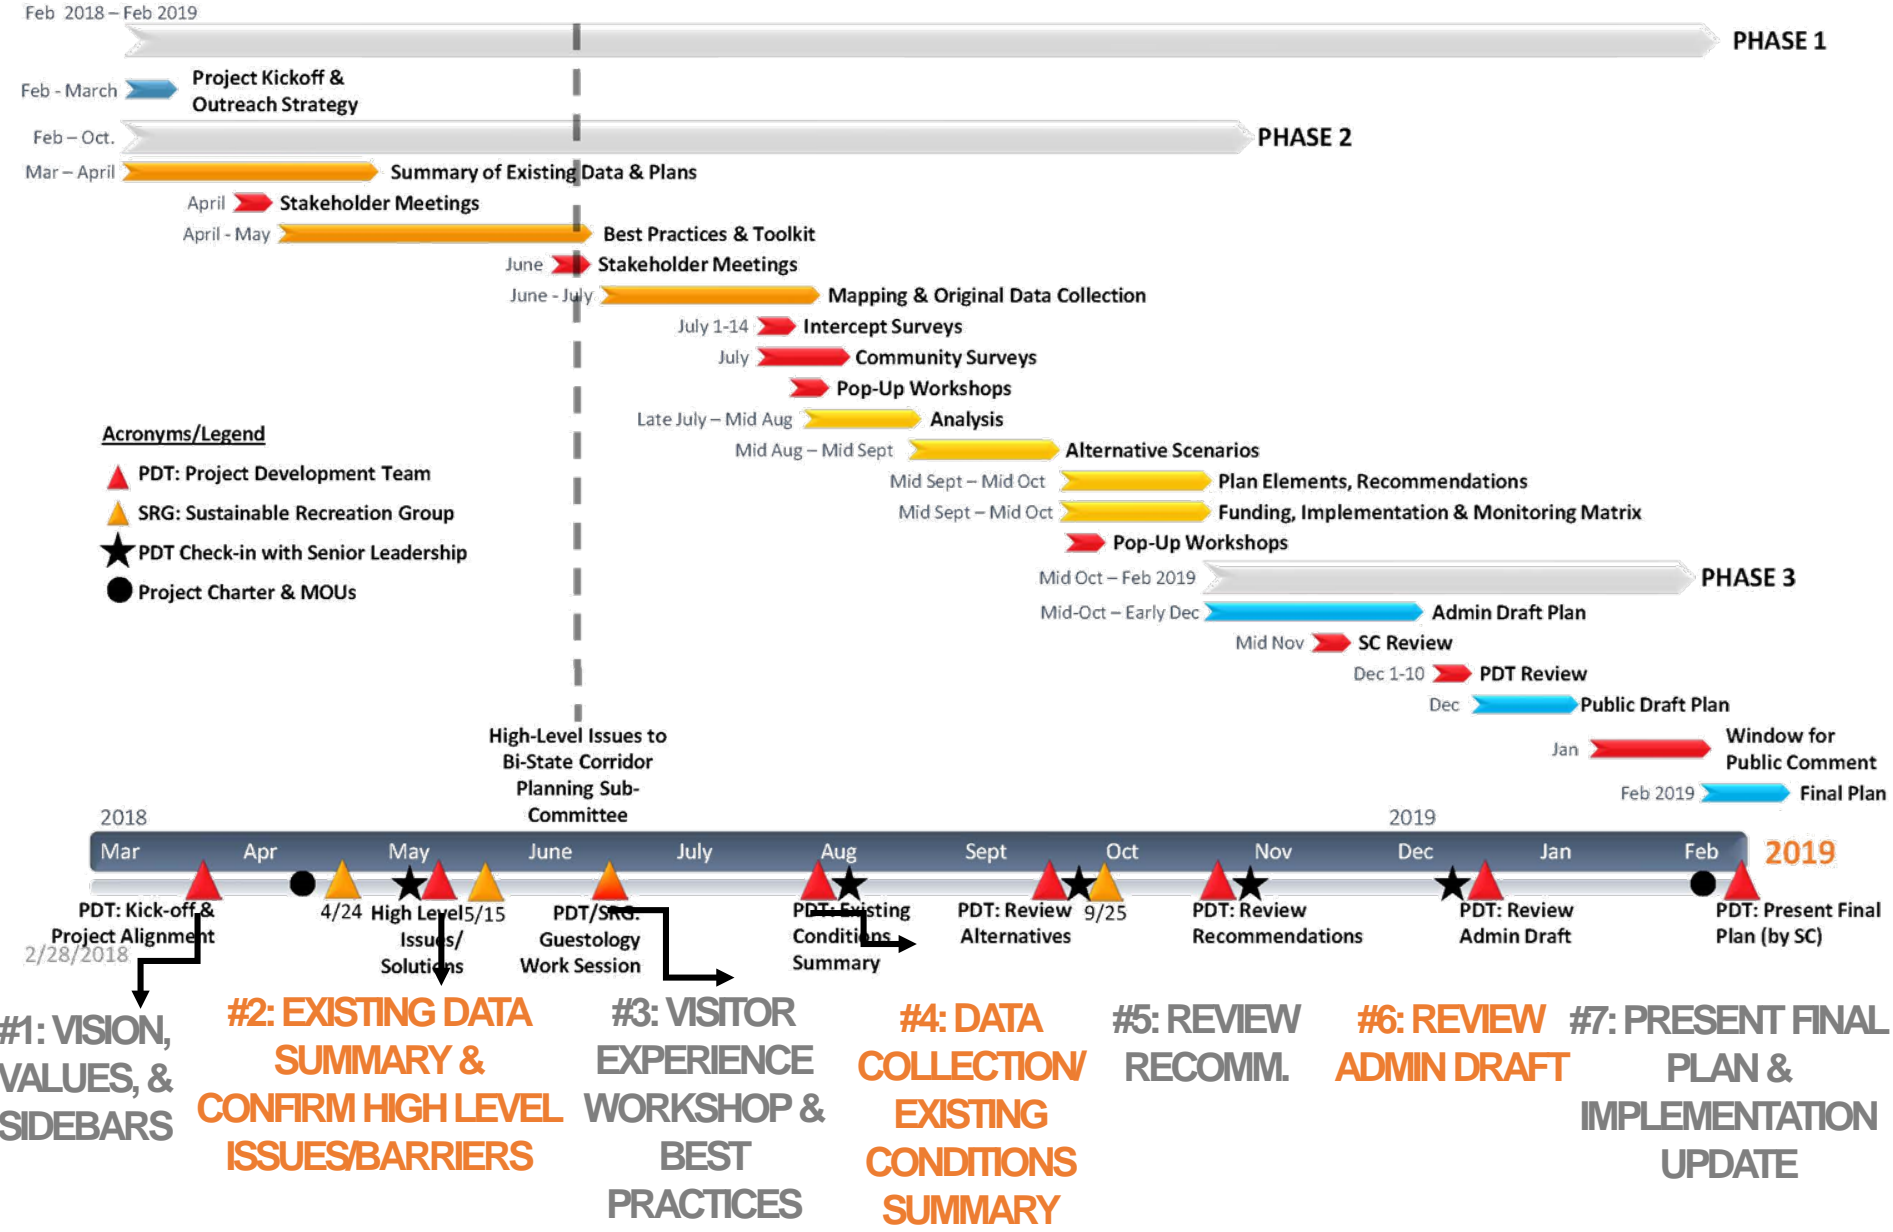 Feb 2018 – Feb 2019
PHASE 1
Feb - March
Project Kickoff &
Outreach Strategy
Feb – Oct.
PHASE 2
Mar – April
Summary of Existing Data & Plans
April
Stakeholder Meetings
April - May
Best Practices & Toolkit
June
Stakeholder Meetings
June - July
Mapping & Original Data Collection
July 1-14
Intercept Surveys
July
Community Surveys
Pop-Up Workshops
Late July – Mid Aug
Analysis
Mid Aug – Mid Sept
Alternative Scenarios
Mid Sept – Mid Oct
Plan Elements, Recommendations
Mid Sept – Mid Oct
Funding, Implementation & Monitoring Matrix
Pop-Up Workshops
Mid Oct – Feb 2019
PHASE 3
Mid-Oct – Early Dec
Admin Draft Plan
Mid Nov
SC Review
Dec 1-10
PDT Review
Dec
Public Draft Plan
Jan
Window for
Public Comment
Feb 2019
Final Plan
Acronyms/Legend
PDT: Project Development Team
SRG: Sustainable Recreation Group
PDT Check-in with Senior Leadership
Project Charter & MOUs
High-Level Issues to
Bi-State Corridor
Planning Sub-
Committee
2018
2019
Mar Apr May June July Aug Sept Oct Nov Dec Jan Feb
2019
PDT: Kick-off &
Project Alignment
2/28/2018
4/24
High Level
Issues/
Solutions
5/15
PDT/SRG:
Guestology
Work Session
PDT: Existing
Conditions
Summary
PDT: Review
Alternatives
9/25
PDT: Review
Recommendations
PDT: Review
Admin Draft
PDT: Present Final
Plan (by SC)
#1: VISION,
VALUES, &
SIDEBARS
#2: EXISTING DATA
SUMMARY &
CONFIRM HIGH LEVEL
ISSUES/BARRIERS
#3: VISITOR
EXPERIENCE
WORKSHOP &
BEST
PRACTICES
#4: DATA
COLLECTION/
EXISTING
CONDITIONS
SUMMARY
#5: REVIEW
RECOMM.
#6: REVIEW
ADMIN DRAFT
#7: PRESENT FINAL
PLAN &
IMPLEMENTATION
UPDATE